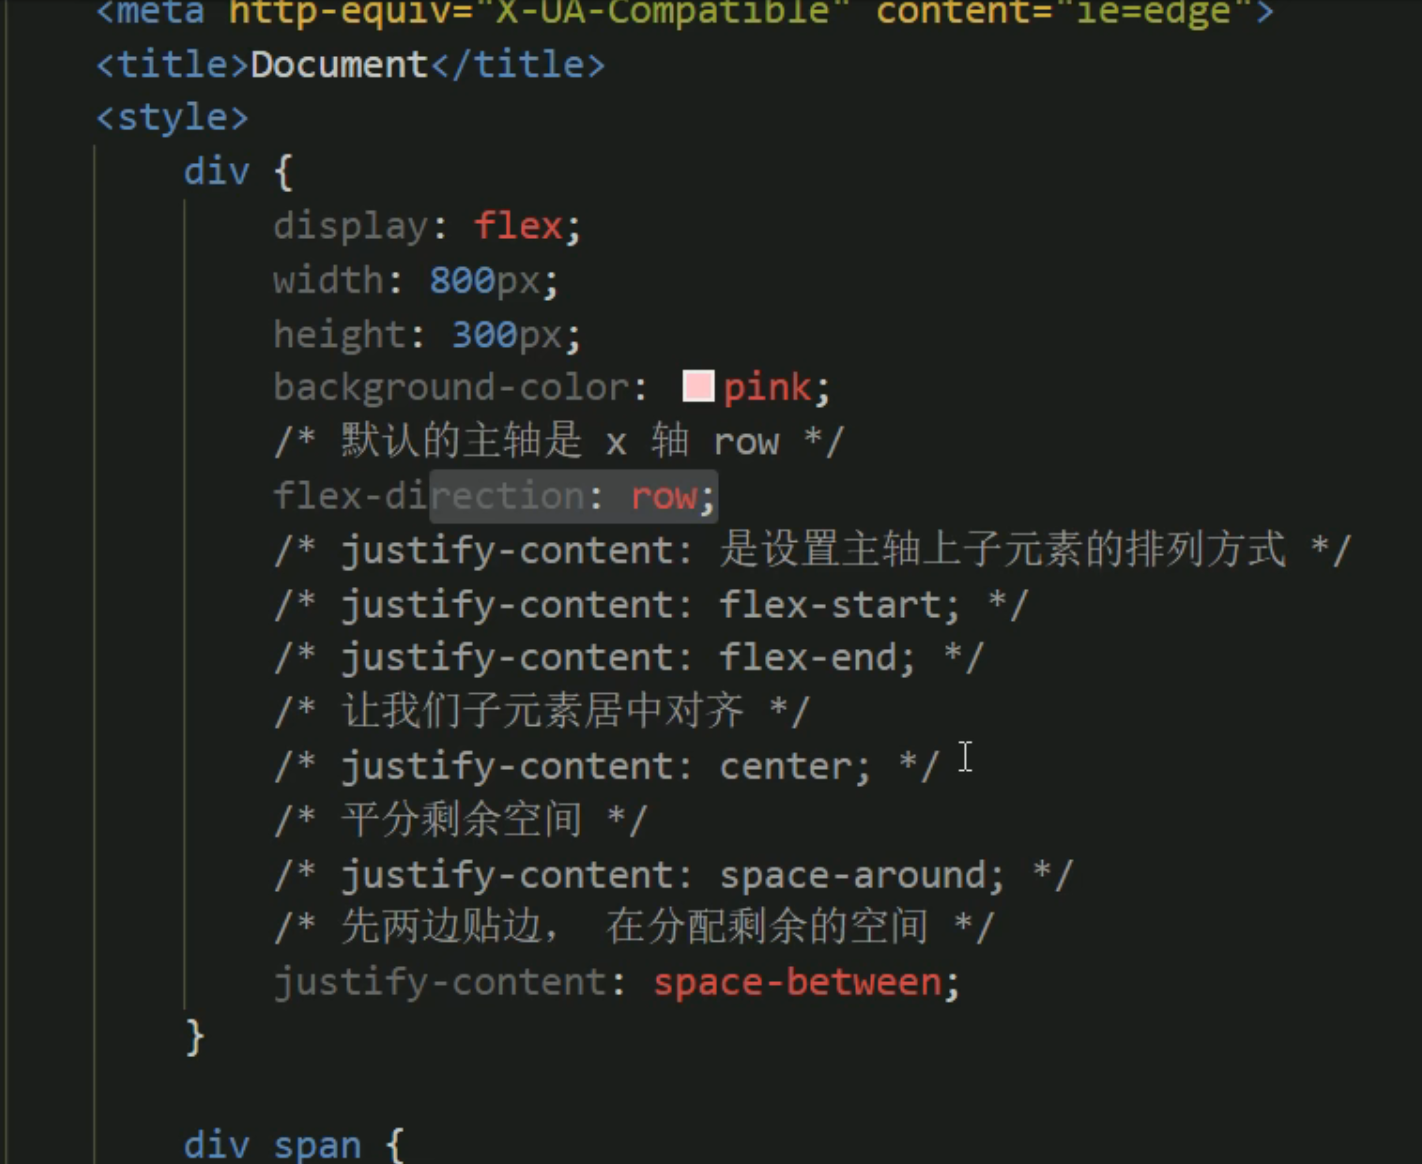 <meta http-equiv="X-UA-Compatible" content="ie=edge">
<title>Document</title>
<style>
div {
display: flex;
width: 800px;
height: 300px;
background-color: pink;
/* 默认的主轴是 x 轴 row */
flex-direction: row;
/* justify-content: 是设置主轴上子元素的排列方式 */
/* justify-content: flex-start; */
/* justify-content: flex-end; */
/* 让我们子元素居中对齐 */
/* justify-content: center; */
/* 平分剩余空间 */
/* justify-content: space-around; */
/* 先两边贴边， 在分配剩余的空间 */
justify-content: space-between;
}
div span {